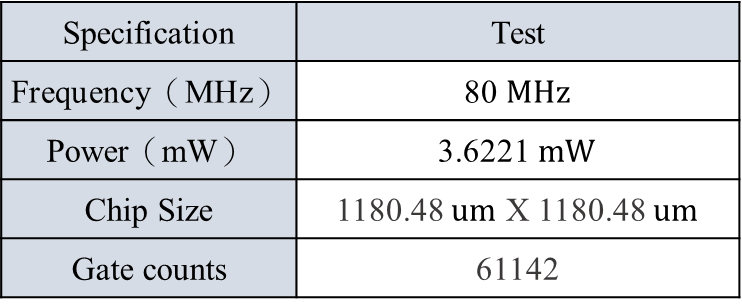 Specification Test
Frequency（MHz） 80 MHz
Power（mW） 3.6221 mW
Chip Size 1180.48 um X 1180.48 um
Gate counts 61142